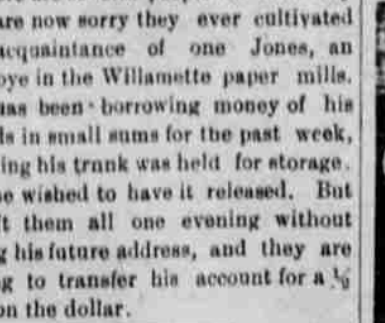 are now sorry they ever cultivated
acquaintance of one Jones, an
oye in the Willamette paper mills.
has been borrowing money of his
ds in small sums for the past week,
ing his trunk was held for storage.
he wished to have it released. But
t them all one evening without
g his future address, and they are
g to transfer his account for a
on the dollar.